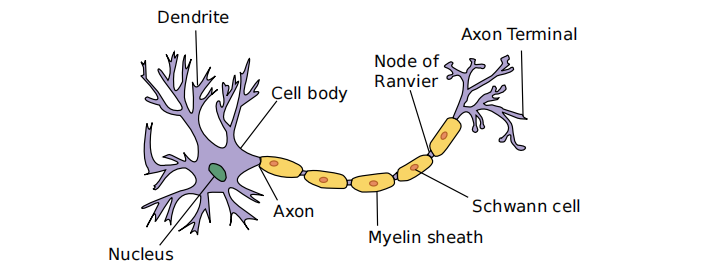 Dendrite
Axon Terminal
Node of
Ranvier
Cell body
Axon
Schwann cell
Myelin sheath
Nucleus